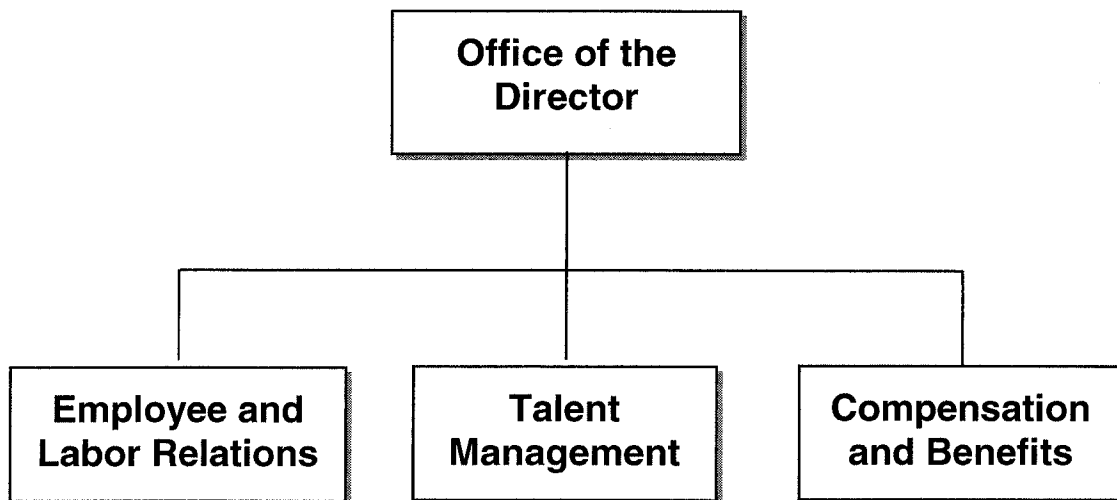 Office of the
Director
Employee and
Labor Relations
Talent
Management
Compensation
and Benefits